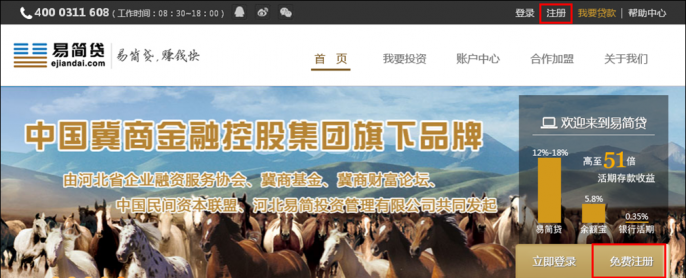 400 0311 608 (工作时间：08：30~18：00)
登录 注册 我要贷款 | 帮助中心
易简贷
ejiandai.com
易简贷，赚钱快
首 页 我要投资 账户中心 合作加盟 关于我们
中国冀商金融控股集团旗下品牌
由河北省企业融资服务协会、冀商基金、冀商财富论坛、
中国民间资本联盟、河北易简投资管理有限公司共同发起
欢迎来到易简贷
12%-18%
高至51倍
活期存款收益
5.8%
0.35%
易简贷 余额宝 银行活期
立即登录 免费注册